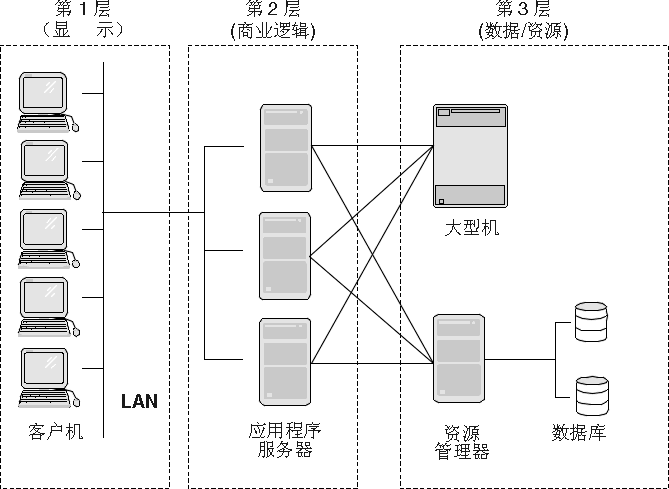 第1层
（显 示）
第2层
(商业逻辑)
第3层
(数据/资源)
大型机
LAN
客户机
应用程序
服务器
资源
管理器
数据库